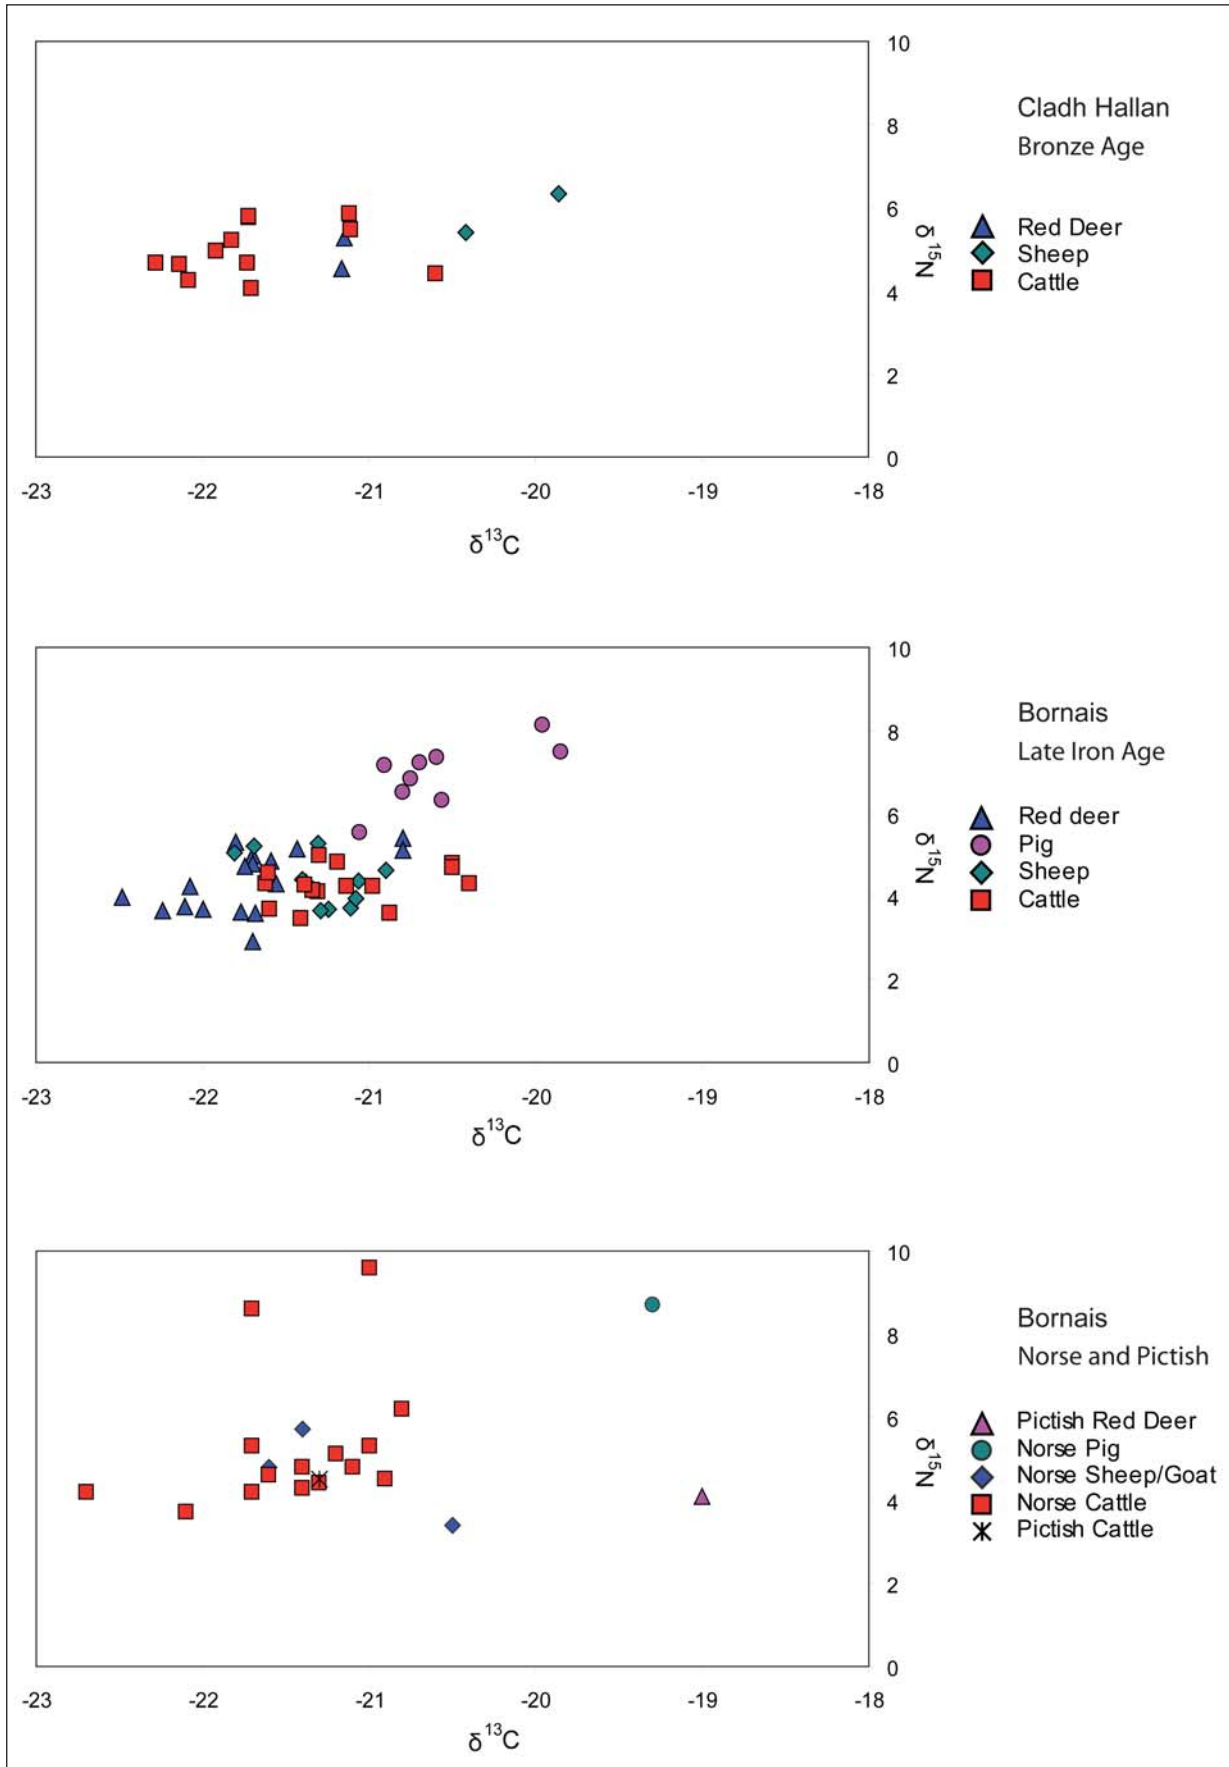 10
8
6
4
2
0
δ¹⁵N
-23 -22 -21 -20 -19 -18
δ¹³C
Cladh Hallan
Bronze Age
Red Deer
Sheep
Cattle
10
8
6
4
2
0
δ¹⁵N
-23 -22 -21 -20 -19 -18
δ¹³C
Bornais
Late Iron Age
Red deer
Pig
Sheep
Cattle
10
8
6
4
2
0
δ¹⁵N
-23 -22 -21 -20 -19 -18
δ¹³C
Bornais
Norse and Pictish
Pictish Red Deer
Norse Pig
Norse Sheep/Goat
Norse Cattle
Pictish Cattle